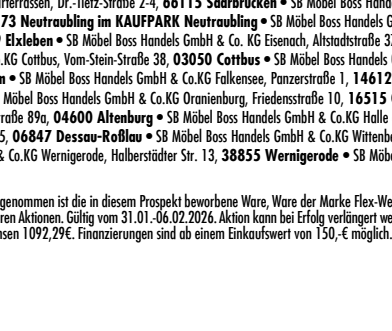 Dr.-Tietz-Straße 2-4, 66115 Saarbrücken • SB Möbel Boss
73 Neutraubling im KAUFPARK Neutraubling • SB Möbel Boss Handels G
Elxleben • SB Möbel Boss Handels GmbH & Co. KG Eisenach, Altstadtstraße 3
.KG Cottbus, Vom-Stein-Straße 38, 03050 Cottbus • SB Möbel Boss Handels
n • SB Möbel Boss Handels GmbH & Co.KG Falkensee, Panzerstraße 1, 14612
Möbel Boss Handels GmbH & Co.KG Oranienburg, Friedensstraße 10, 16515
raße 89a, 04600 Altenburg • SB Möbel Boss Handels GmbH & Co.KG Halle
5, 06847 Dessau-Roßlau • SB Möbel Boss Handels GmbH & Co.KG Wittenb
& Co.KG Wernigerode, Halberstädter Str. 13, 38855 Wernigerode • SB Möb
genommen ist die in diesem Prospekt beworbene Ware, Ware der Marke Flex-We
ren Aktionen. Gültig vom 31.01.-06.02.2026. Aktion kann bei Erfolg verlängert we
nsen 1092,29€. Finanzierungen sind ab einem Einkaufswert von 150,-€ möglich.